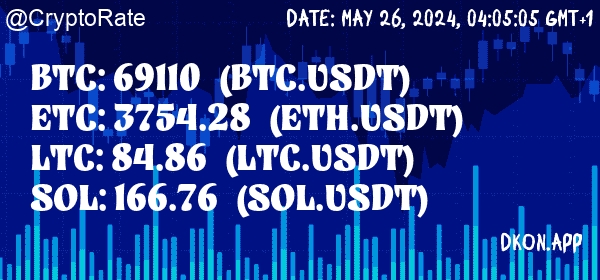 @CryptoRate
DATE: MAY 26, 2024, 04:05:05 GMT+1
BTC: 69110 (BTC.USDT)
ETC: 3754.28 (ETH.USDT)
LTC: 84.86 (LTC.USDT)
SOL: 166.76 (SOL.USDT)
DKON.APP